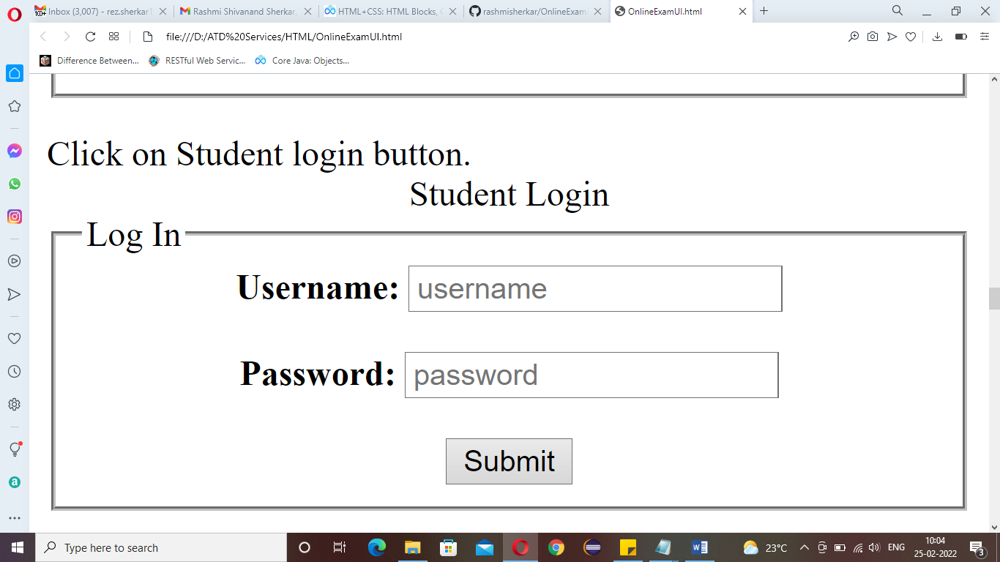 100+ Inbox (3,007) - rez.sherkar1
Rashmi Shivanand Sherkar
HTML+CSS: HTML Blocks,
rashmisherkar/OnlineExam
OnlineExamUI.html
file:///D:/ATD%20Services/HTML/OnlineExamUI.html
Difference Between...
RESTful Web Servic...
Core Java: Objects...
Click on Student login button.
Student Login
Log In
Username: username
Password: password
Submit
a
Type here to search
W
23°C
ENG
10:04
25-02-2022
3